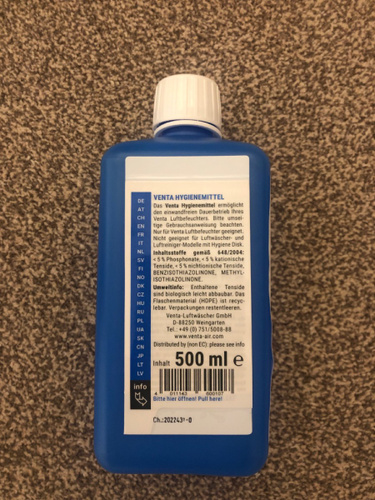 DE
AT
CH
EN
FR
IT
NL
SV
FI
NO
DK
CZ
HU
RU
PL
UA
SK
CN
JP
LT
LV
info
VENTA HYGIENEMITTEL
Das Venta Hygienemittel ermöglicht
den einwandfreien Dauerbetrieb Ihres
Venta Luftbefeuchters. Bitte unbedingt
Gebrauchsanweisung beachten.
Nur für Venta Luftbefeuchter geeignet.
Nicht geeignet für Luftwäscher- und
Luftreiniger-Modelle mit Hygiene Disk.
Inhaltsstoffe gemäß 648/2004:
< 5 % Phosphonate, < 5 % kationische
Tenside, < 5 % nichtionische Tenside,
BENZISOTHIAZOLINONE, METHYL-
ISOTHIAZOLINONE.
Umweltinfo: Enthaltene Tenside
sind biologisch leicht abbaubar. Das
Flaschenmaterial (HDPE) ist recyc-
lebar. Verpackungen restentleeren.
Venta-Luftwäscher GmbH
D-88250 Weingarten
Tel.: +49 (0) 751/5008-88
www.venta-air.com
Distributed by (non EC): please see info
Inhalt 500 ml e
4 011143 600107
Bitte hier öffnen! Pull here!